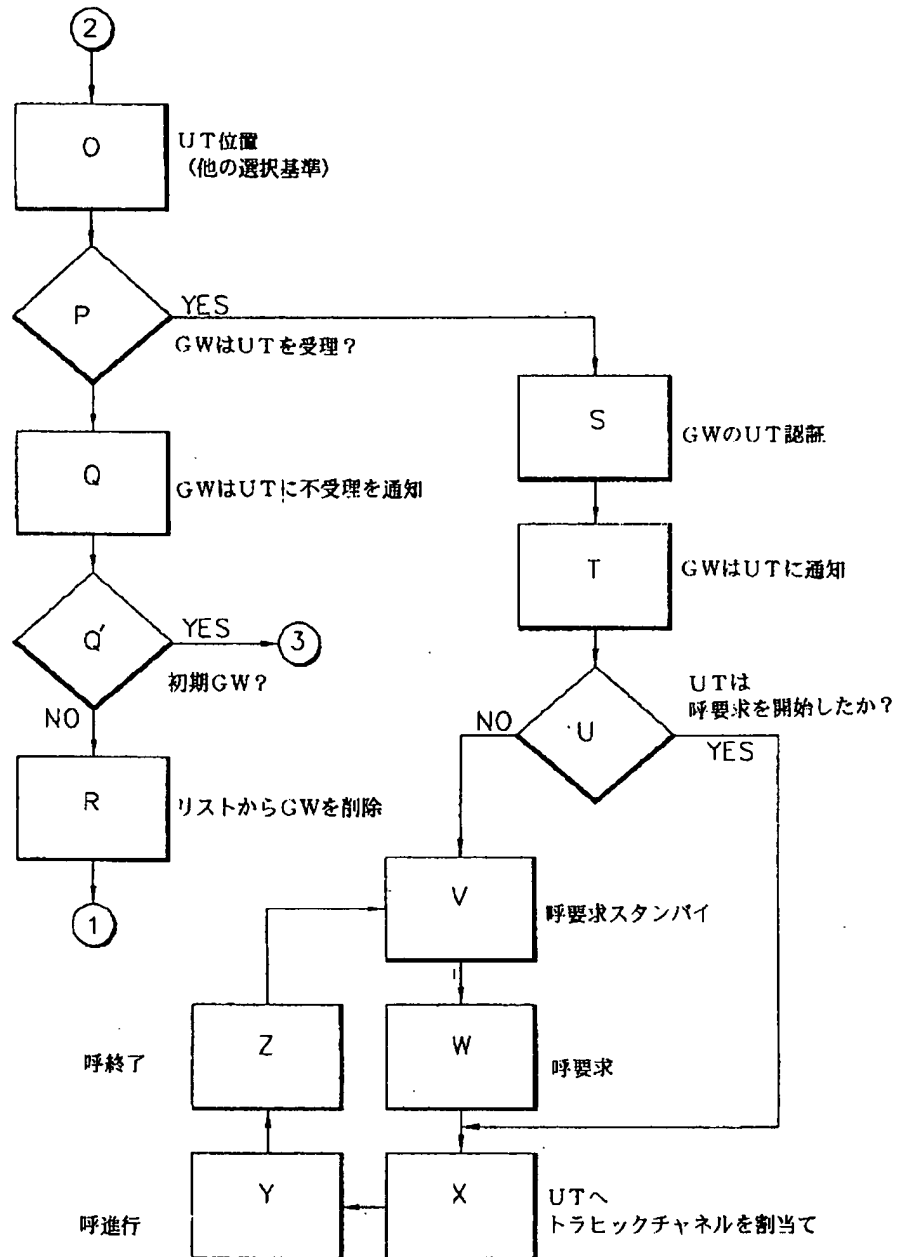 2
O
UT位置
(他の選択基準)
P
YES
GWはUTを受理?
S
GWのUT認証
Q
GWはUTに不受理を通知
T
GWはUTに通知
Q′
YES
3
初期GW?
NO
UTは
呼要求を開始したか?
U
NO
YES
R
リストからGWを削除
1
V
呼要求スタンバイ
Z
呼終了
W
呼要求
Y
呼進行
X
UTへ
トラヒックチャネルを割当て